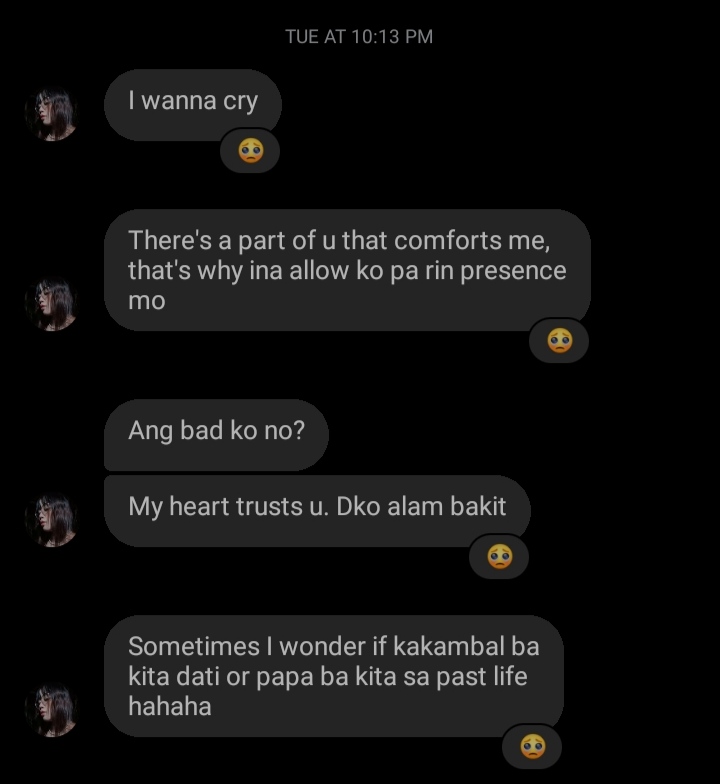 TUE AT 10:13 PM
I wanna cry
There's a part of u that comforts me,
that's why ina allow ko pa rin presence
mo
Ang bad ko no?
My heart trusts u. Dko alam bakit
Sometimes I wonder if kakambal ba
kita dati or papa ba kita sa past life
hahaha